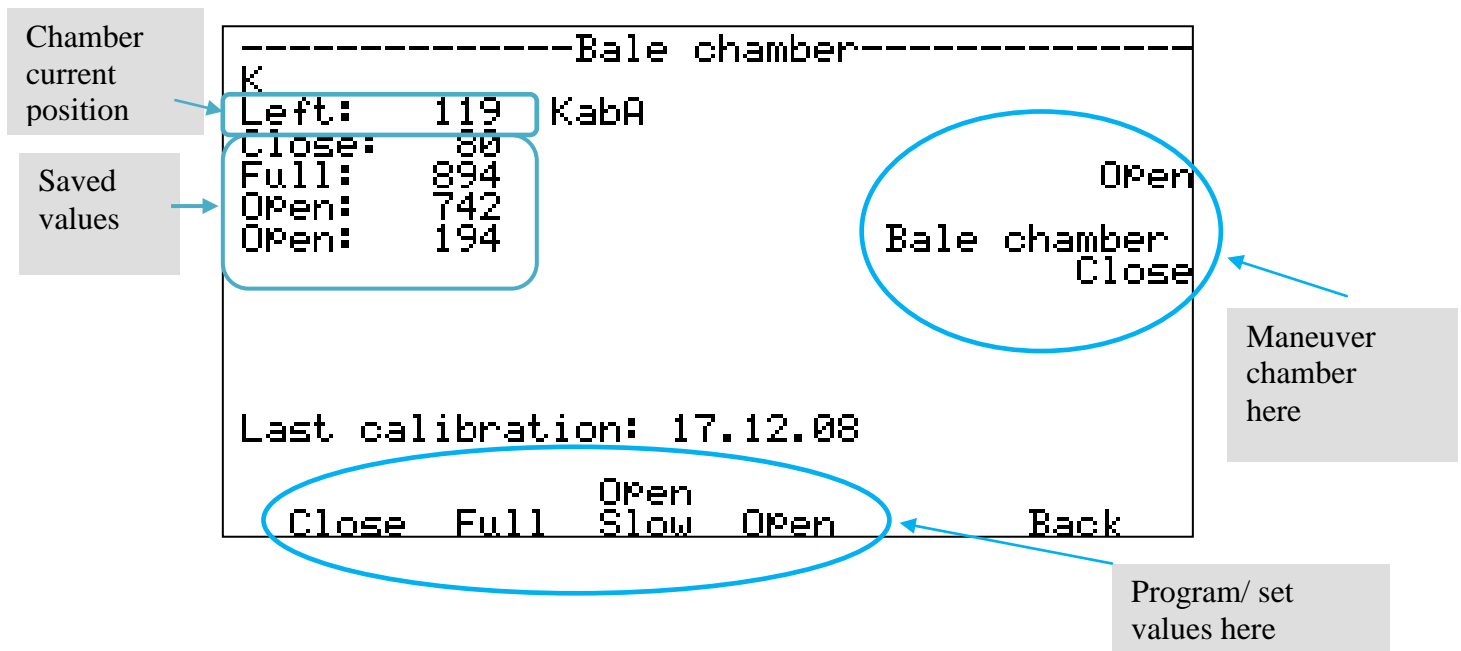 Chamber
current
position
Saved
values
--------------Bale chamber--------------
K
Left: 119 KabA
Close: 80
Full: 894
Open: 742
Open: 194
Open
Bale chamber
Close
Last calibration: 17.12.08
Open
Close Full Slow Open Back
Maneuver
chamber
here
Program/ set
values here